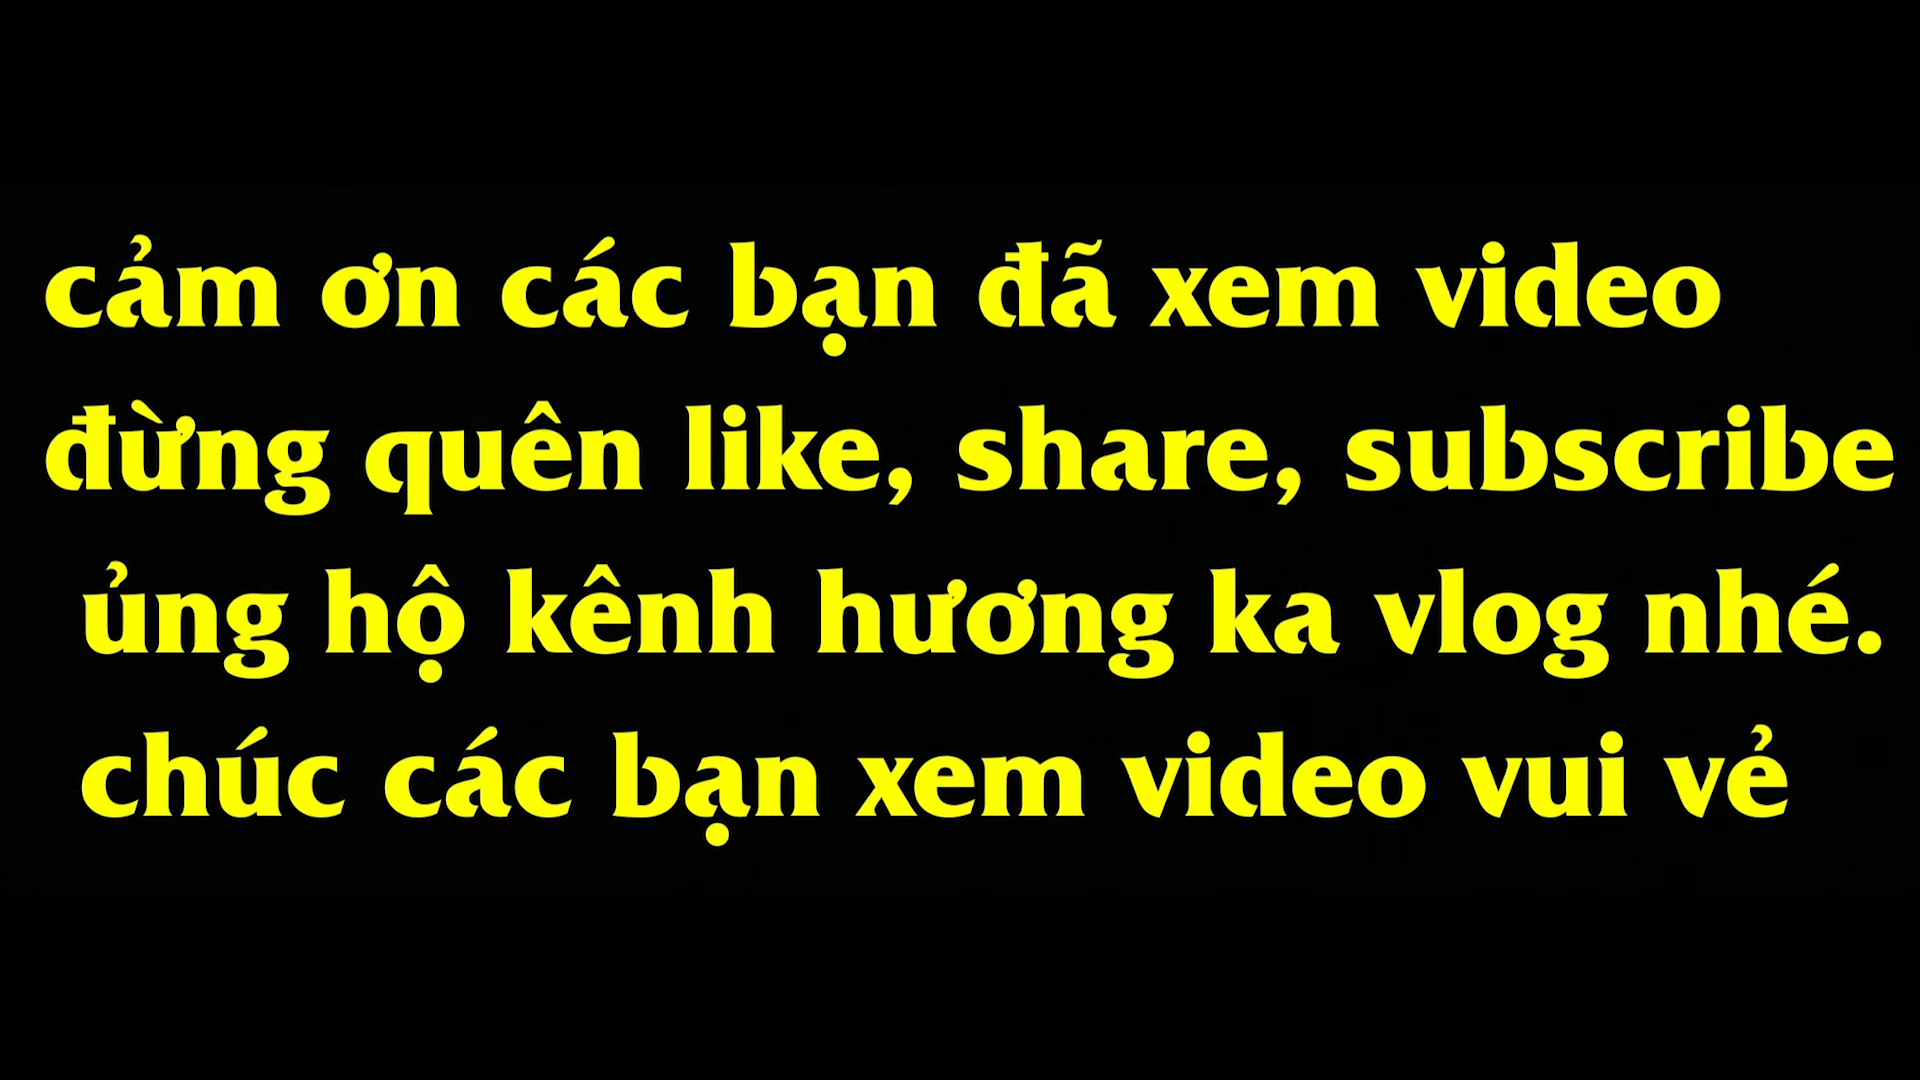 cảm ơn các bạn đã xem video
đừng quên like, share, subscribe
ủng hộ kênh hương ka vlog nhé.
chúc các bạn xem video vui vẻ